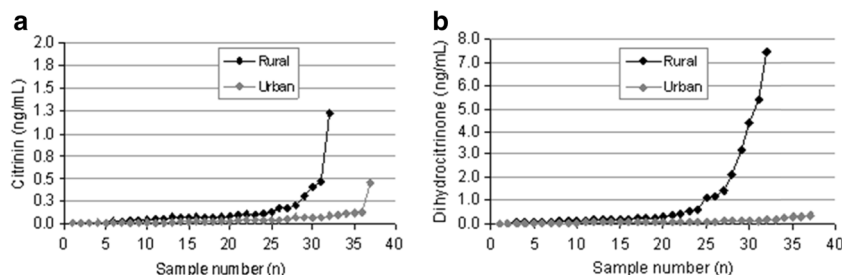 a
Citrinin (ng/mL)
2.0
1.8
1.5
1.3
1.0
0.8
0.5
0.3
0.0
Rural
Urban
0 5 10 15 20 25 30 35 40
Sample number (n)
b
Dihydrocitrinone (ng/mL)
8.0
7.0
6.0
5.0
4.0
3.0
2.0
1.0
0.0
Rural
Urban
0 5 10 15 20 25 30 35 40
Sample number (n)